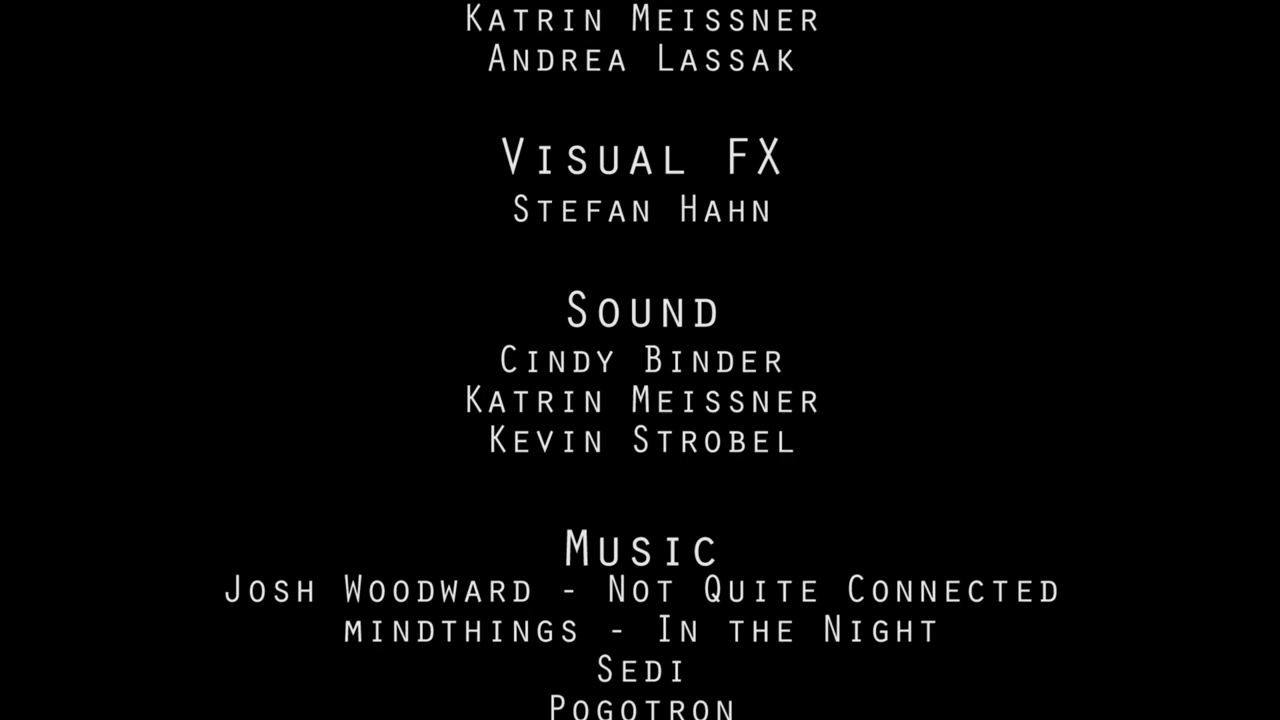 Katrin Meissner
Andrea Lassak
Visual FX
Stefan Hahn
Sound
Cindy Binder
Katrin Meissner
Kevin Strobel
Music
Josh Woodward - Not Quite Connected
mindthings - In the Night
Sedi
Pogotron